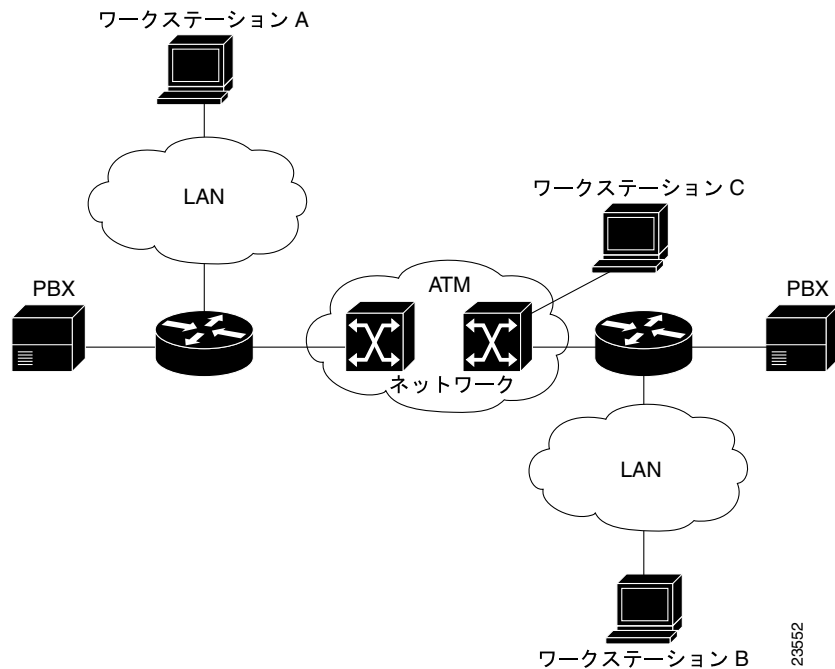 ワークステーション A
LAN
ワークステーション C
PBX
ATM
PBX
ネットワーク
LAN
ワークステーション B
23552